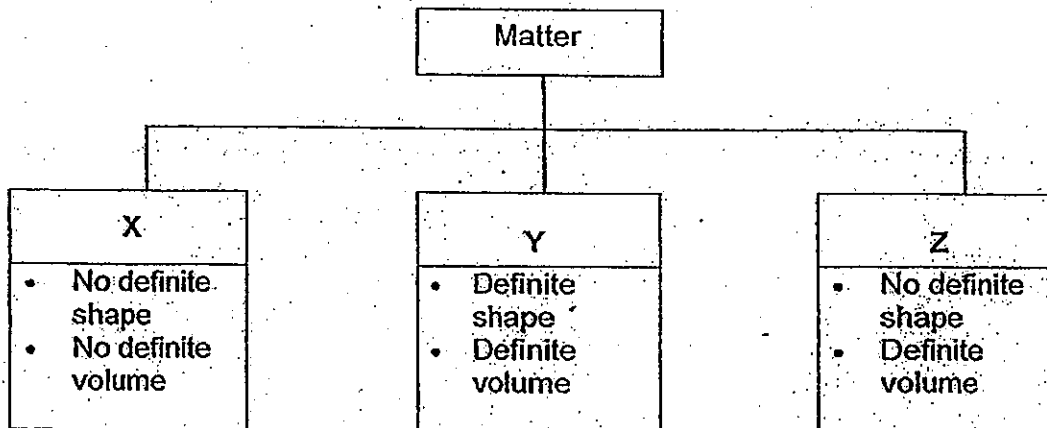 Matter
X
• No definite
shape
• No definite
volume
Y
• Definite
shape
• Definite
volume
Z
• No definite
shape
• Definite
volume